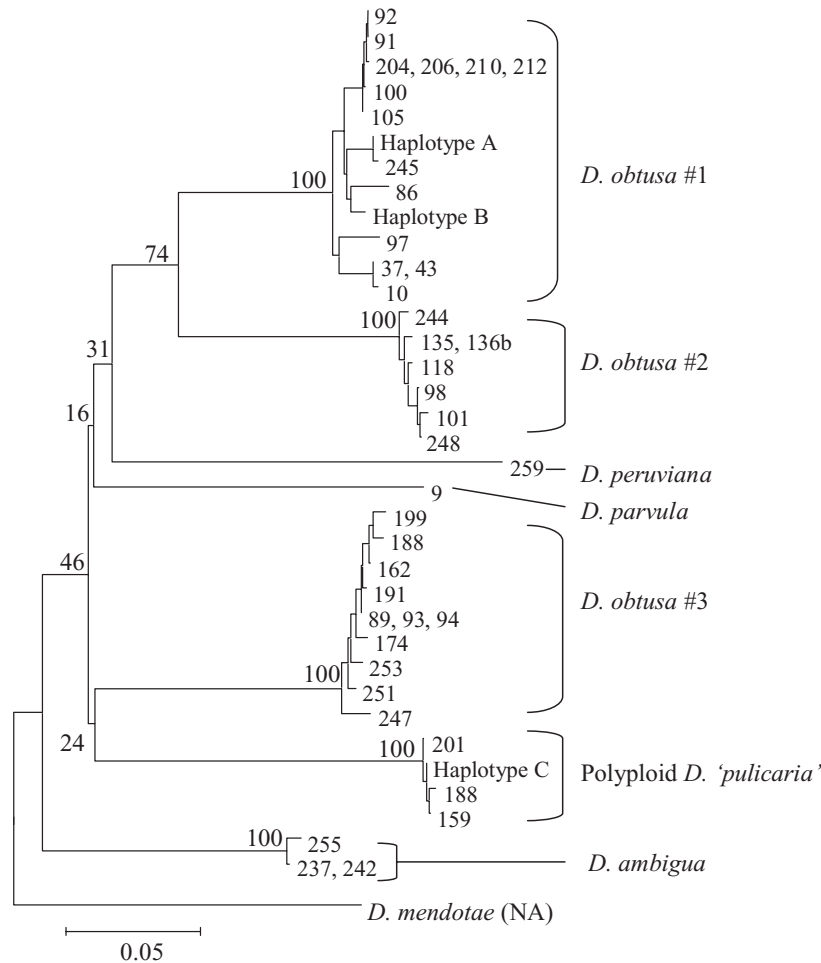 92
91
204, 206, 210, 212
100
105
Haplotype A
245
100
D. obtusa #1
86
Haplotype B
97
74
37, 43
10
100
244
135, 136b
31
118
D. obtusa #2
98
16
101
248
259
D. peruviana
9
D. parvula
199
188
162
46
191
D. obtusa #3
89, 93, 94
174
100
253
251
247
24
100
201
Haplotype C
Polyploid D. ‘pulicaria’
188
159
100
255
237, 242
D. ambigua
D. mendotae (NA)
0.05